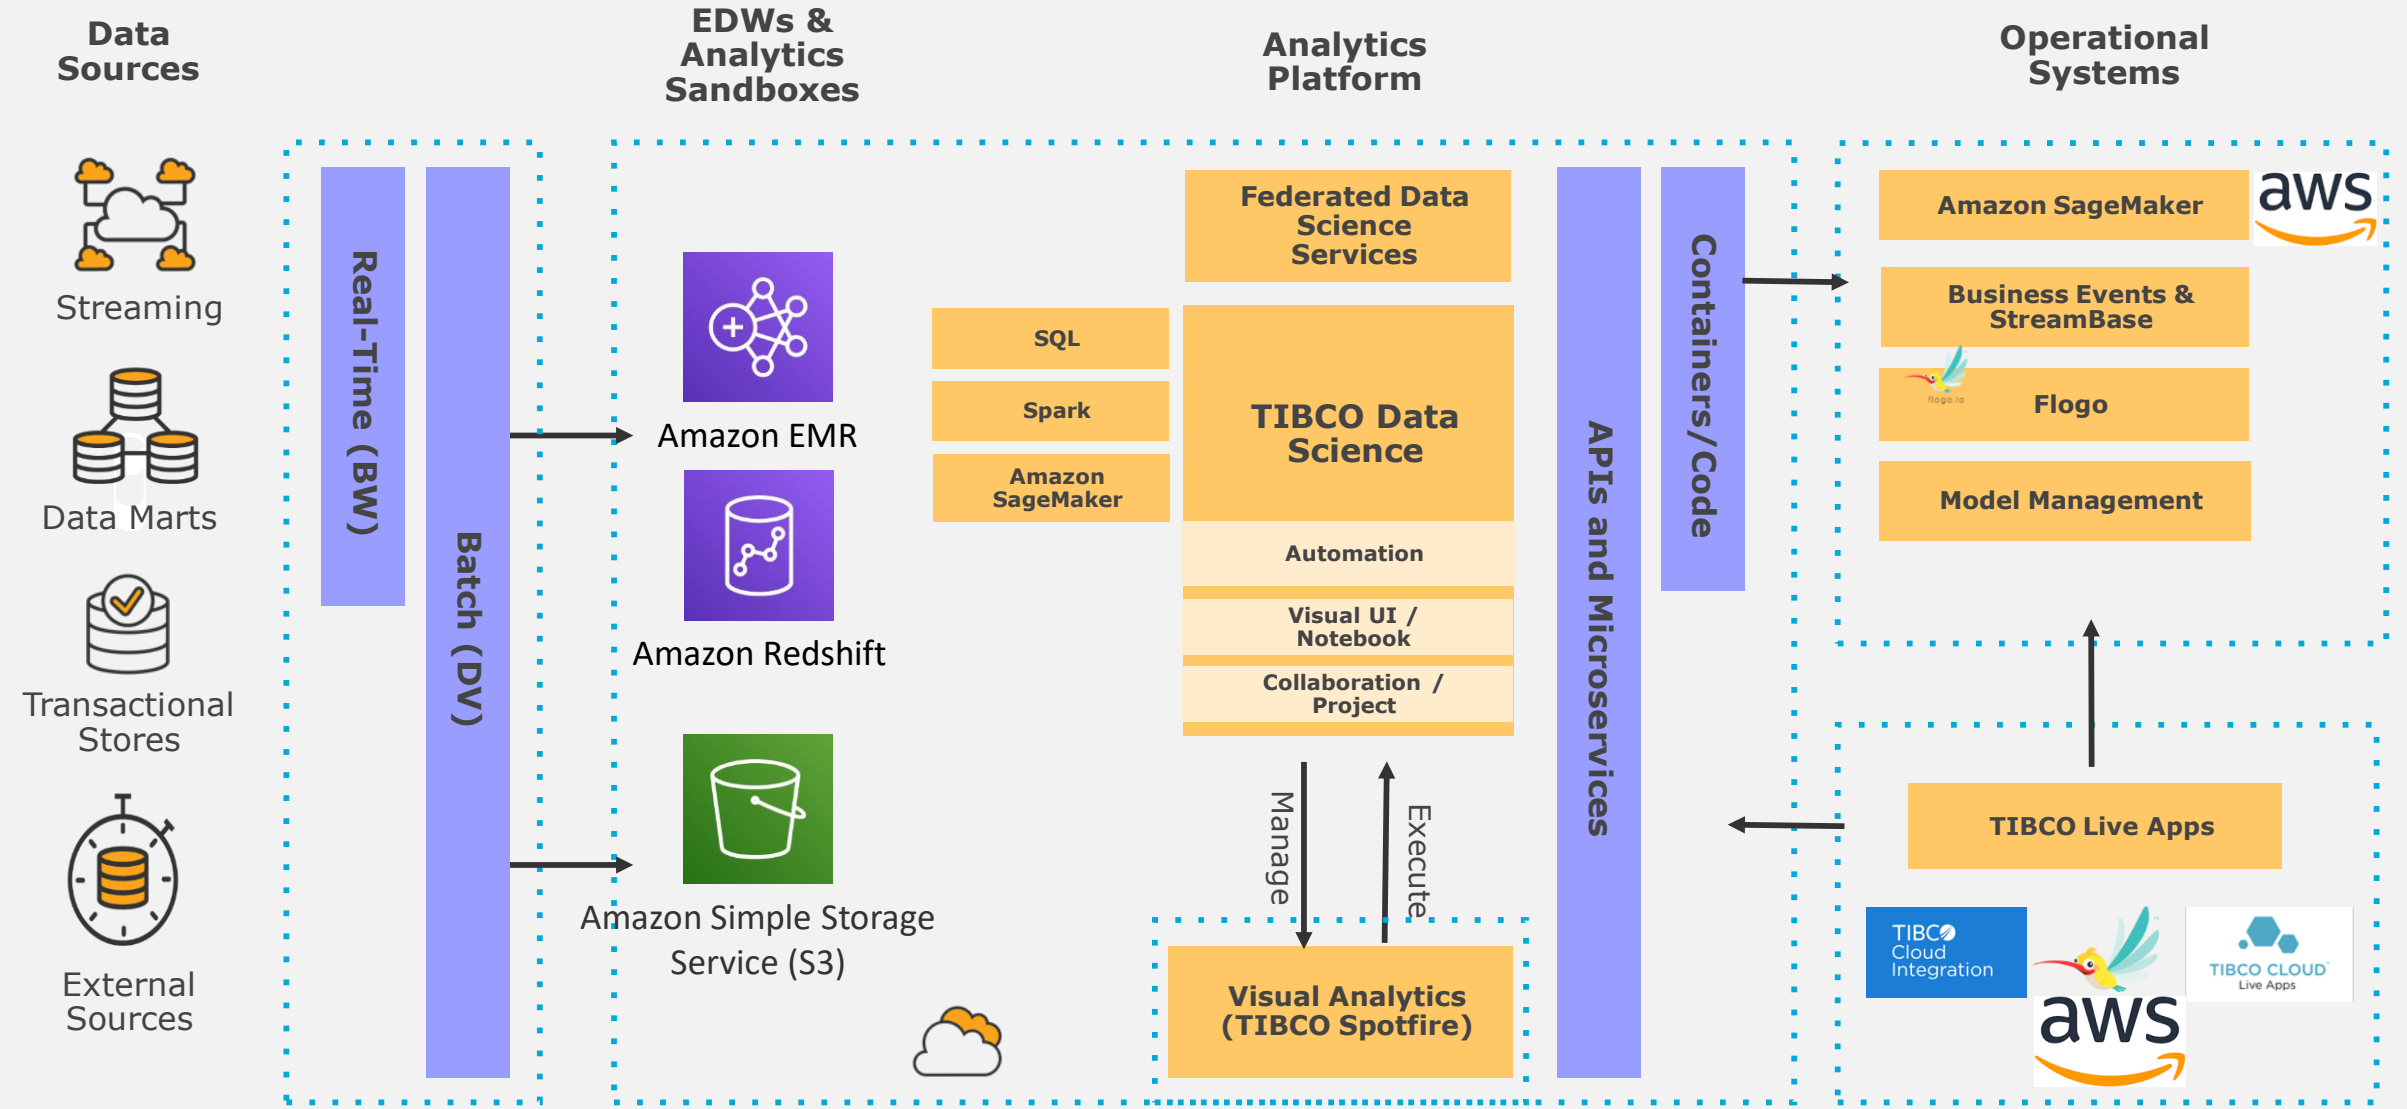 Data
Sources
EDWs &
Analytics
Sandboxes
Analytics
Platform
Operational
Systems
Streaming
Data Marts
Transactional
Stores
External
Sources
Real-Time (BW)
Batch (DV)
Amazon EMR
Amazon Redshift
Amazon Simple Storage
Service (S3)
SQL
Spark
Amazon
SageMaker
Federated Data
Science
Services
TIBCO Data
Science
Automation
Visual UI /
Notebook
Collaboration /
Project
Manage
Execute
Visual Analytics
(TIBCO Spotfire)
APIs and Microservices
Containers/Code
Amazon SageMaker
aws
Business Events &
StreamBase
flogo.io
Flogo
Model Management
TIBCO Live Apps
TIBCO
Cloud
Integration
aws
TIBCO CLOUD™
Live Apps